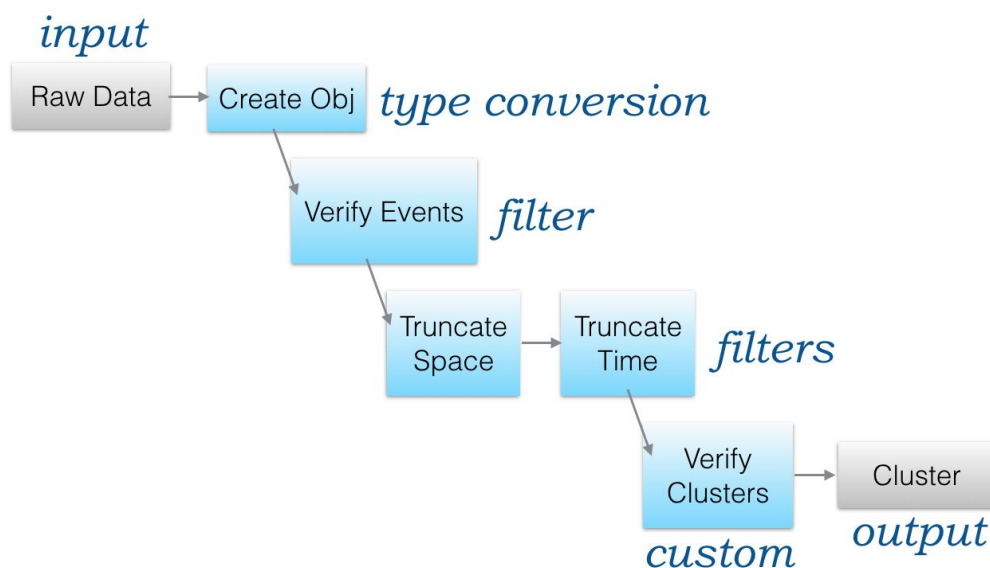 input
Raw Data
Create Obj
type conversion
Verify Events
filter
Truncate
Space
Truncate
Time
filters
Verify
Clusters
custom
Cluster
output